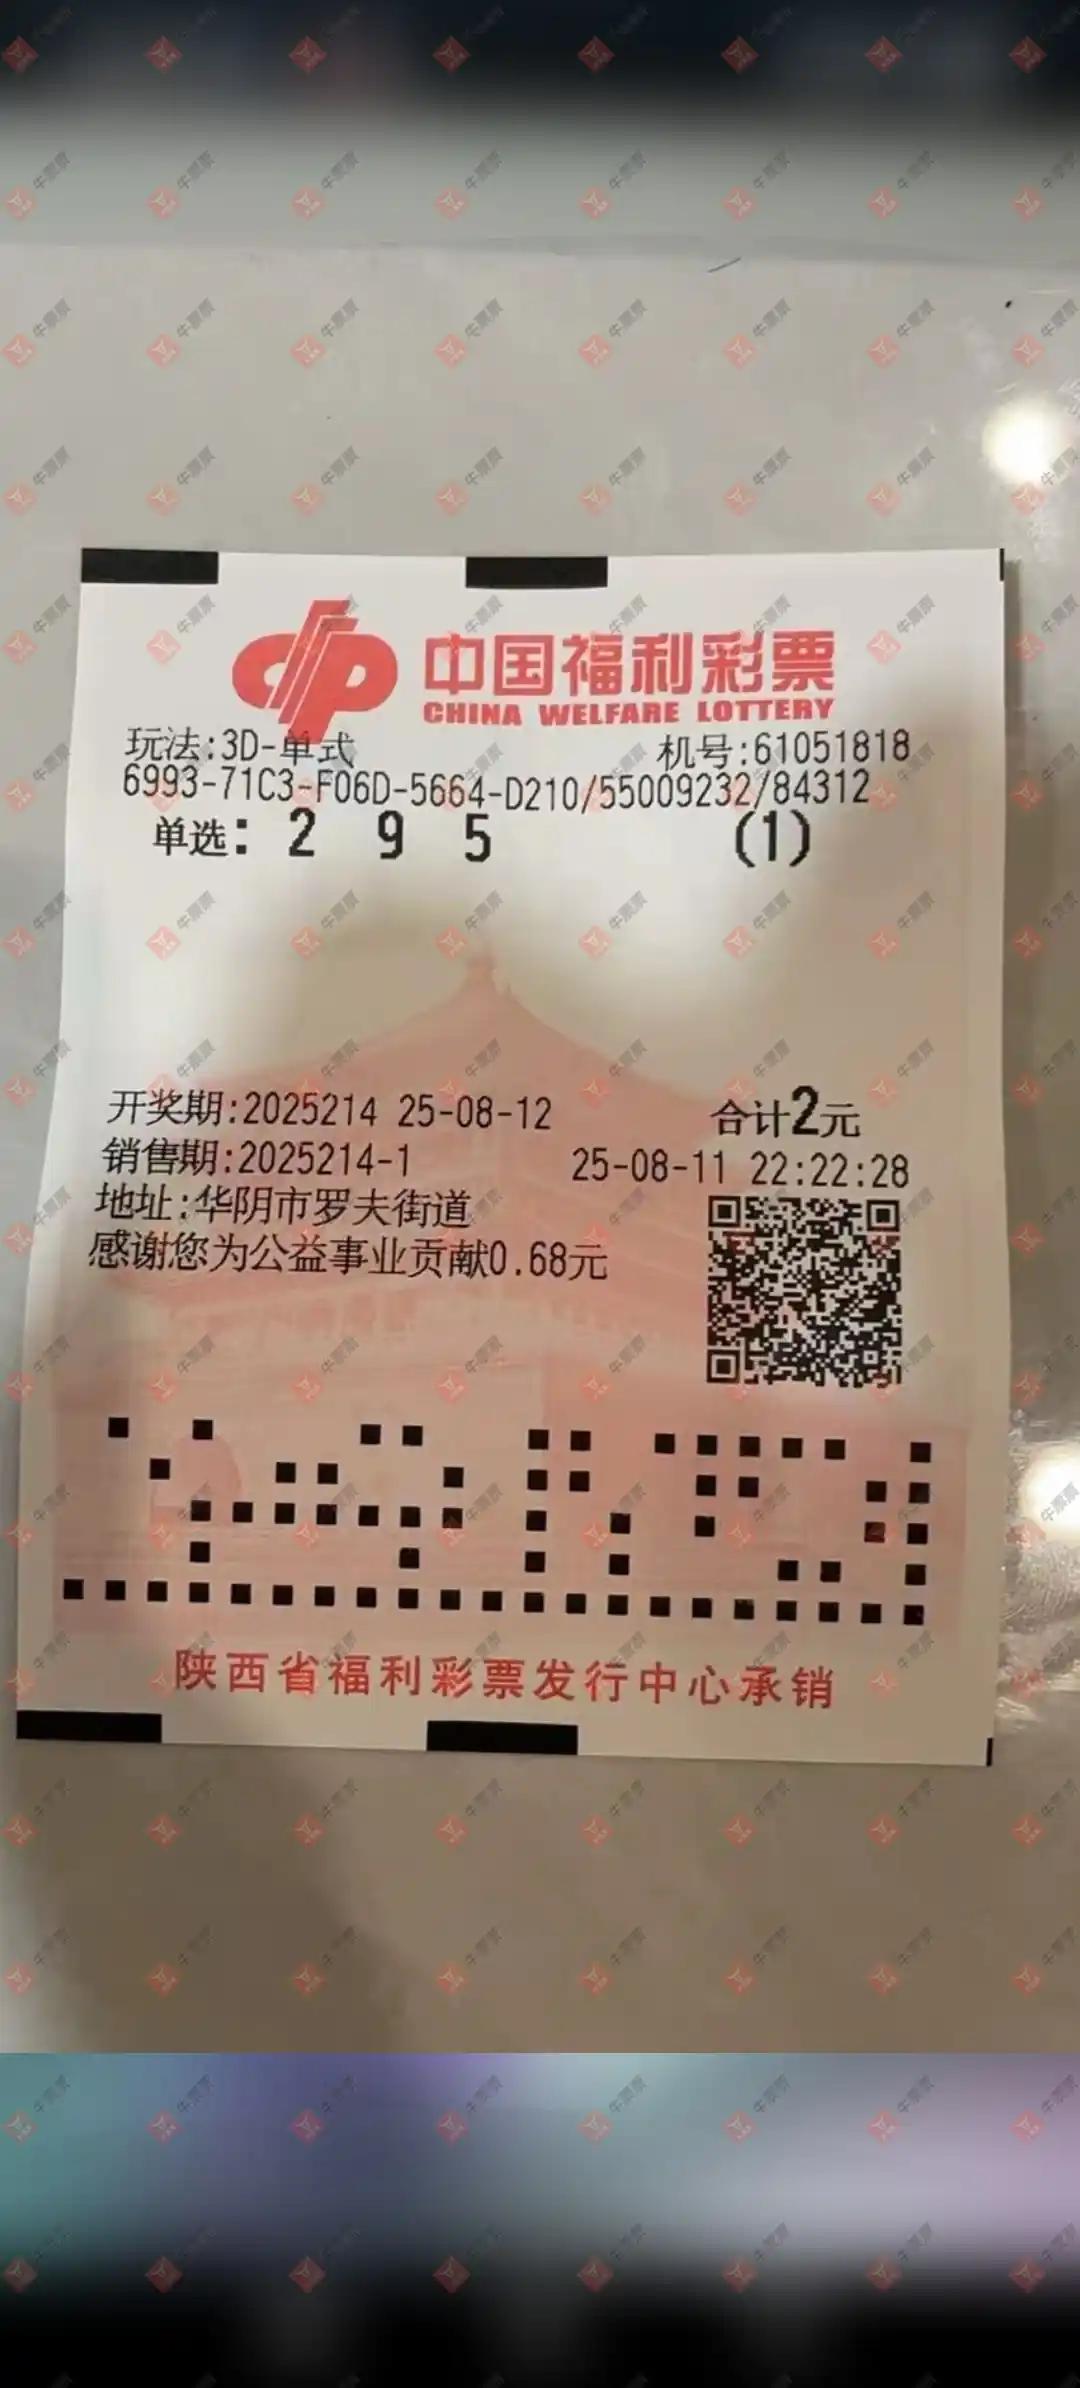 中国福利彩票
CHINA WELFARE LOTTERY
玩法:3D-单式 机号:61051818
6993-71C3-F06D-5664-D210/55009232/84312
单选: 2 9 5 (1)
开奖期:2025214 25-08-12 合计2元
销售期:2025214-1 25-08-11 22:22:28
地址:华阴市罗夫街道
感谢您为公益事业贡献0.68元
陕西省福利彩票发行中心承销
牛票票